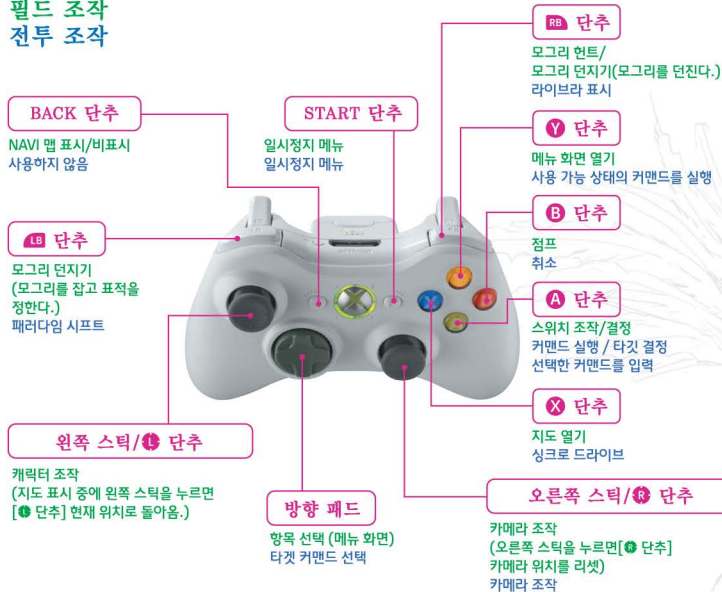 필드 조작
전투 조작
RB 단추
모그리 헌트/
모그리 던지기(모그리를 던진다.)
라이브라 표시
BACK 단추
NAVI 맵 표시/비표시
사용하지 않음
START 단추
일시정지 메뉴
일시정지 메뉴
Y 단추
메뉴 화면 열기
사용 가능 상태의 커맨드를 실행
LB 단추
모그리 던지기
(모그리를 잡고 표적을
정한다.)
패러다임 시프트
B 단추
점프
취소
A 단추
스위치 조작/결정
커맨드 실행 / 타깃 결정
선택한 커맨드를 입력
X
X 단추
지도 열기
싱크로 드라이브
왼쪽 스틱/L 단추
캐릭터 조작
(지도 표시 중에 왼쪽 스틱을 누르면
[L 단추] 현재 위치로 돌아옴.)
방향 패드
항목 선택 (메뉴 화면)
타겟 커맨드 선택
오른쪽 스틱/R 단추
카메라 조작
(오른쪽 스틱을 누르면[R 단추]
카메라 위치를 리셋)
카메라 조작